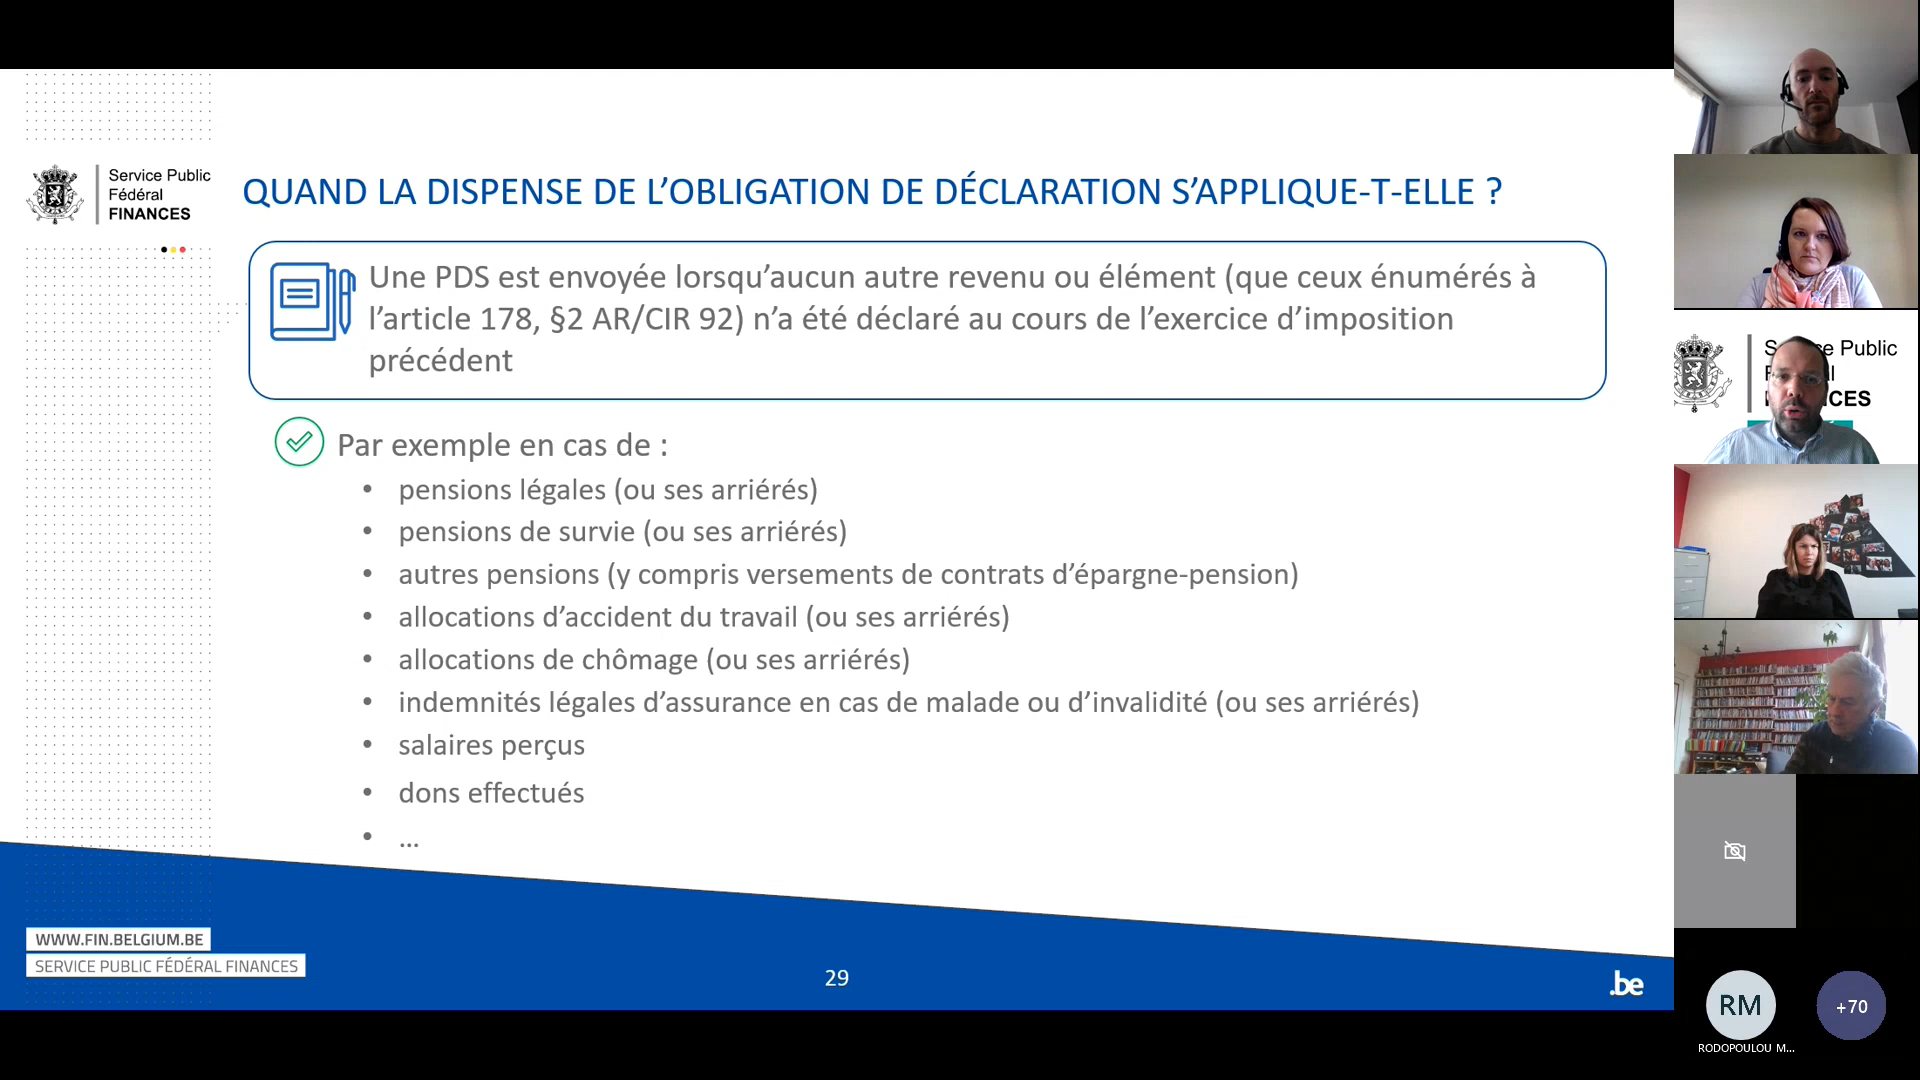 Service Public
Fédéral
FINANCES
QUAND LA DISPENSE DE L’OBLIGATION DE DÉCLARATION S’APPLIQUE-T-ELLE ?
Une PDS est envoyée lorsqu’aucun autre revenu ou élément (que ceux énumérés à
l’article 178, §2 AR/CIR 92) n’a été déclaré au cours de l’exercice d’imposition
précédent
Par exemple en cas de :
• pensions légales (ou ses arriérés)
• pensions de survie (ou ses arriérés)
• autres pensions (y compris versements de contrats d’épargne-pension)
• allocations d’accident du travail (ou ses arriérés)
• allocations de chômage (ou ses arriérés)
• indemnités légales d’assurance en cas de malade ou d’invalidité (ou ses arriérés)
• salaires perçus
• dons effectués
• ...
WWW.FIN.BELGIUM.BE
SERVICE PUBLIC FÉDÉRAL FINANCES
29
.be
Public
RM
+70
RODOPOULOU M...